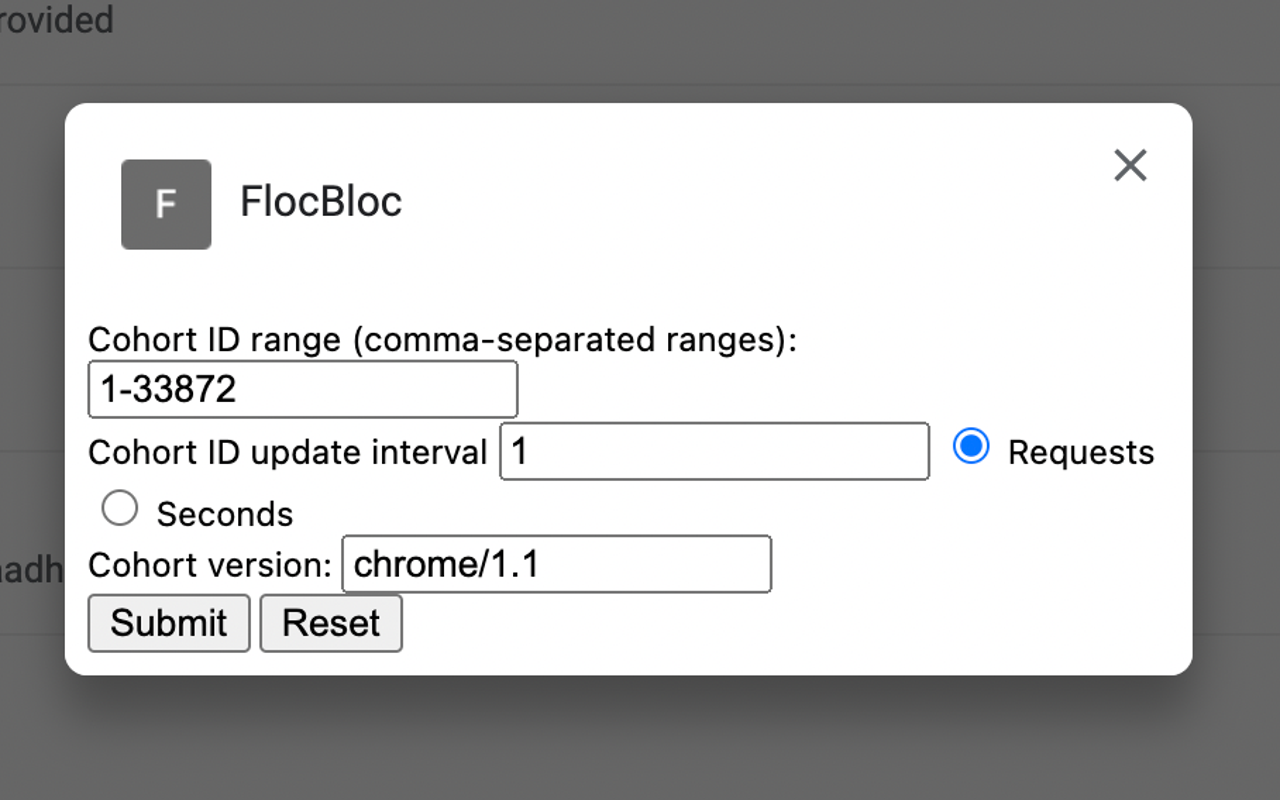 rovided
F FlocBloc
Cohort ID range (comma-separated ranges):
1-33872
Cohort ID update interval 1 Requests
Seconds
aadh
Cohort version: chrome/1.1
Submit Reset